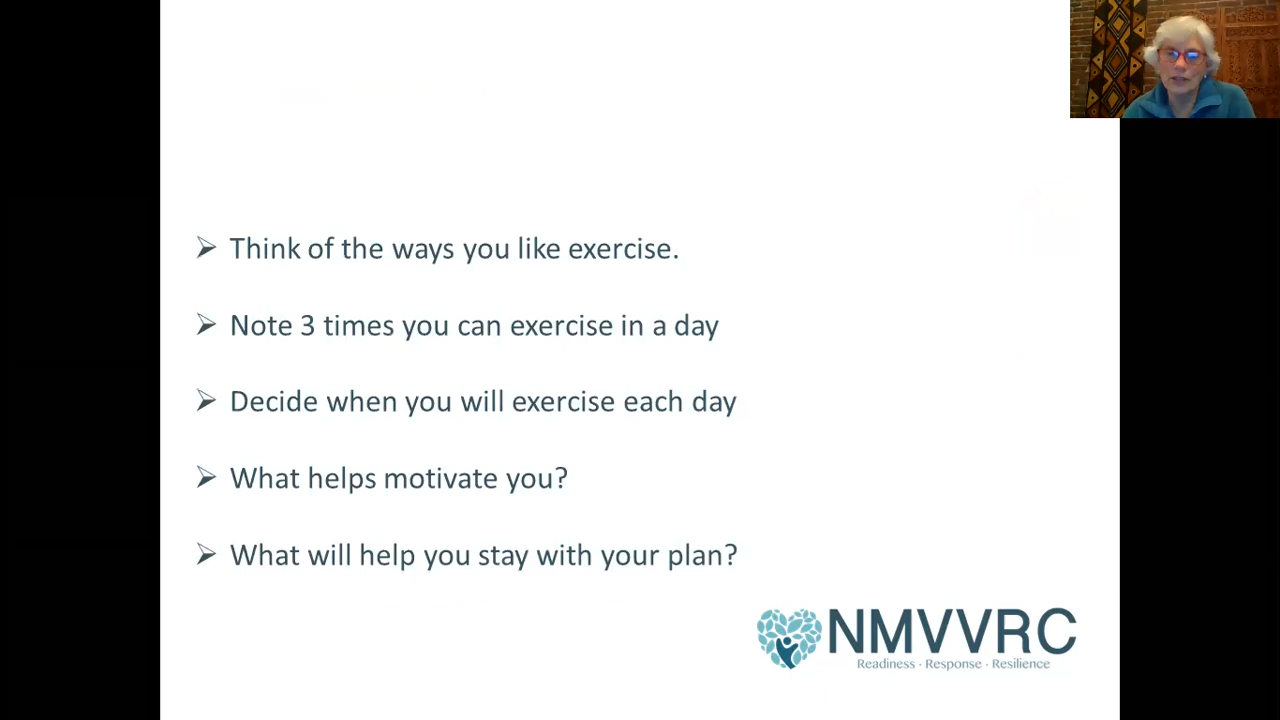 Think of the ways you like exercise.
Note 3 times you can exercise in a day
Decide when you will exercise each day
What helps motivate you?
What will help you stay with your plan?
NMVVRC
Readiness · Response · Resilience